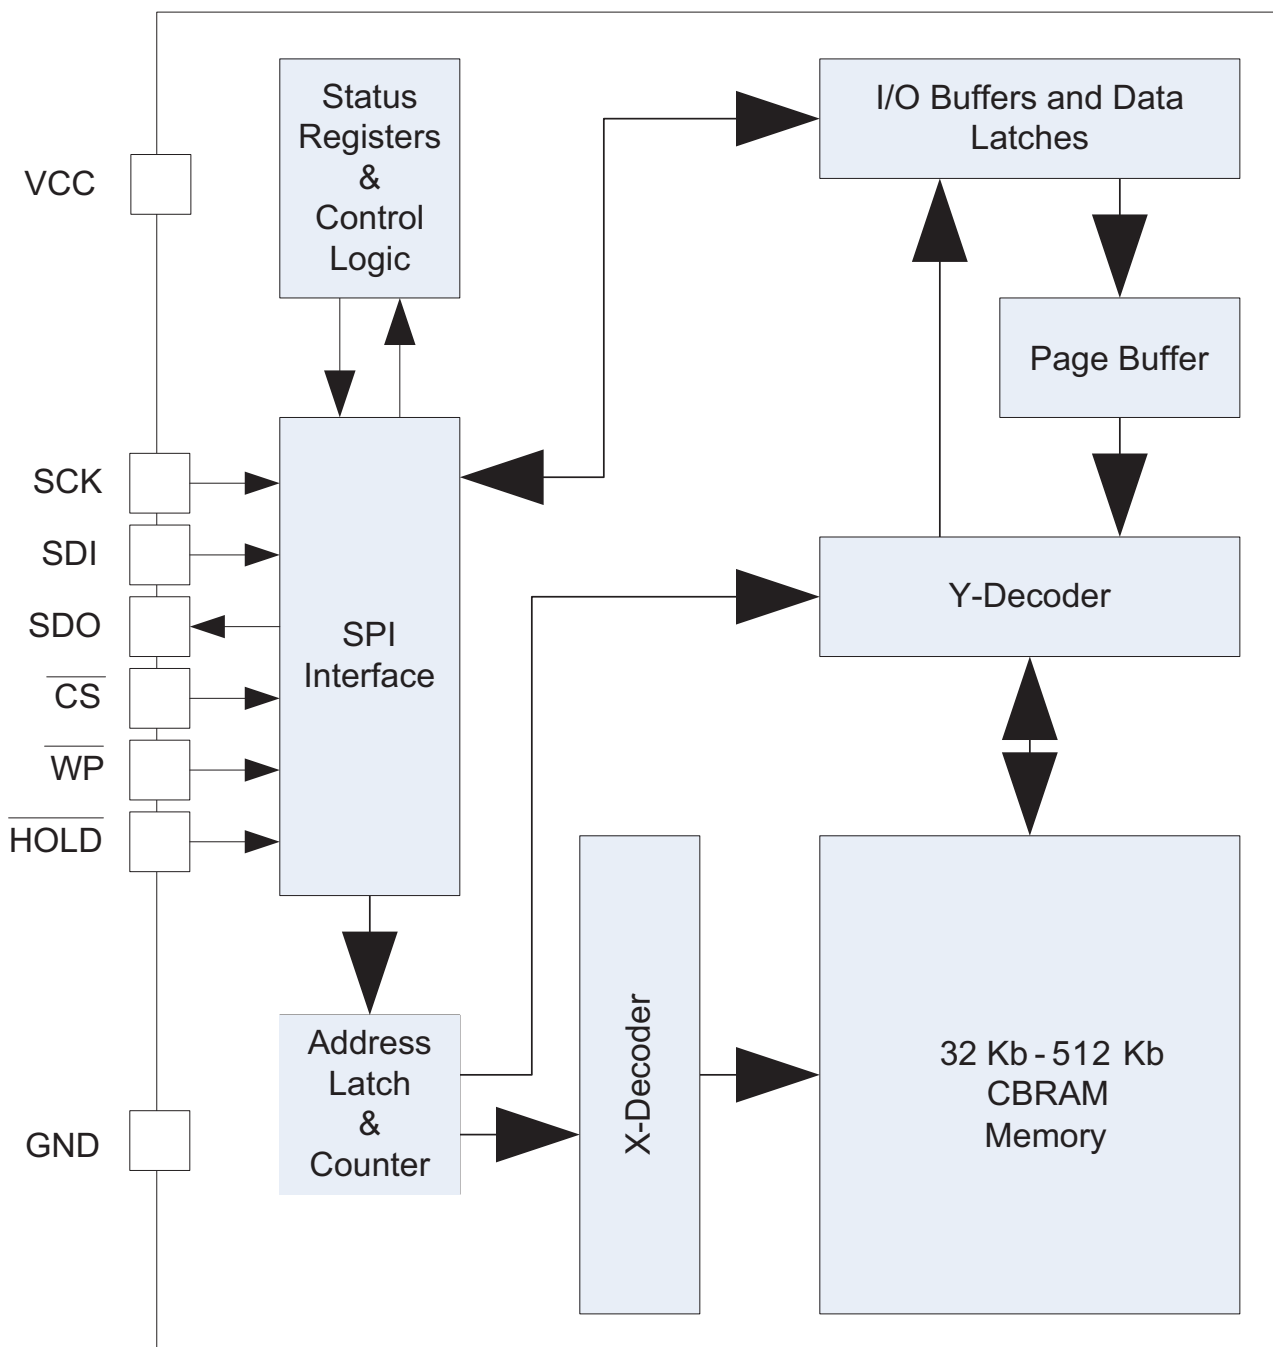 Status
Registers
&
Control
Logic
I/O Buffers and Data
Latches
VCC
Page Buffer
SCK
SDI
SDO
CS
WP
HOLD
SPI
Interface
Y-Decoder
Address
Latch
&
Counter
X-Decoder
32 Kb - 512 Kb
CBRAM
Memory
GND